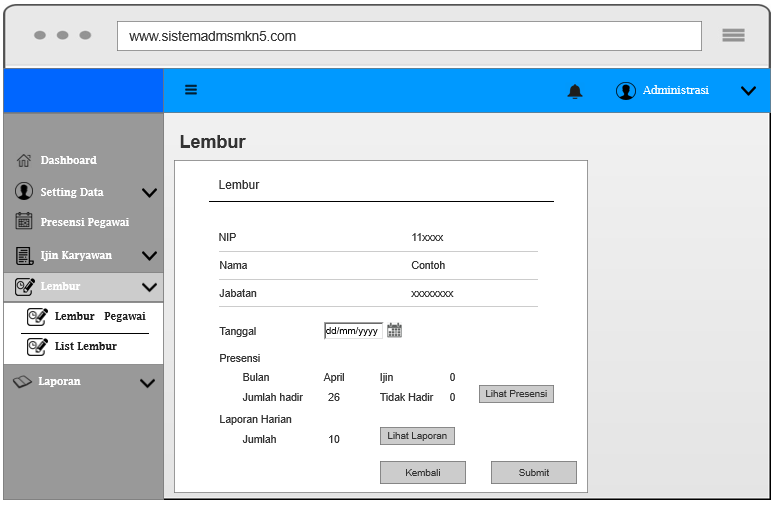 www.sistemadmsmkn5.com
Administrasi
Dashboard
Setting Data
Presensi Pegawai
Ijin Karyawan
Lembur
Lembur Pegawai
List Lembur
Laporan
Lembur
Lembur
NIP 11xxxx
Nama Contoh
Jabatan xxxxxxxx
Tanggal dd/mm/yyyy
Presensi
Bulan April Ijin 0
Jumlah hadir 26 Tidak Hadir 0 Lihat Presensi
Laporan Harian
Jumlah 10 Lihat Laporan
Kembali Submit